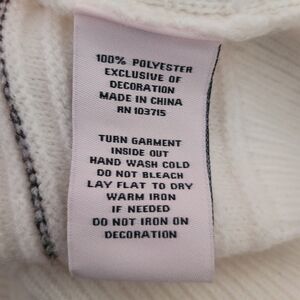 100% POLYESTER
EXCLUSIVE OF
DECORATION
MADE IN CHINA
RN 103715
TURN GARMENT
INSIDE OUT
HAND WASH COLD
DO NOT BLEACH
LAY FLAT TO DRY
WARM IRON
IF NEEDED
DO NOT IRON ON
DECORATION